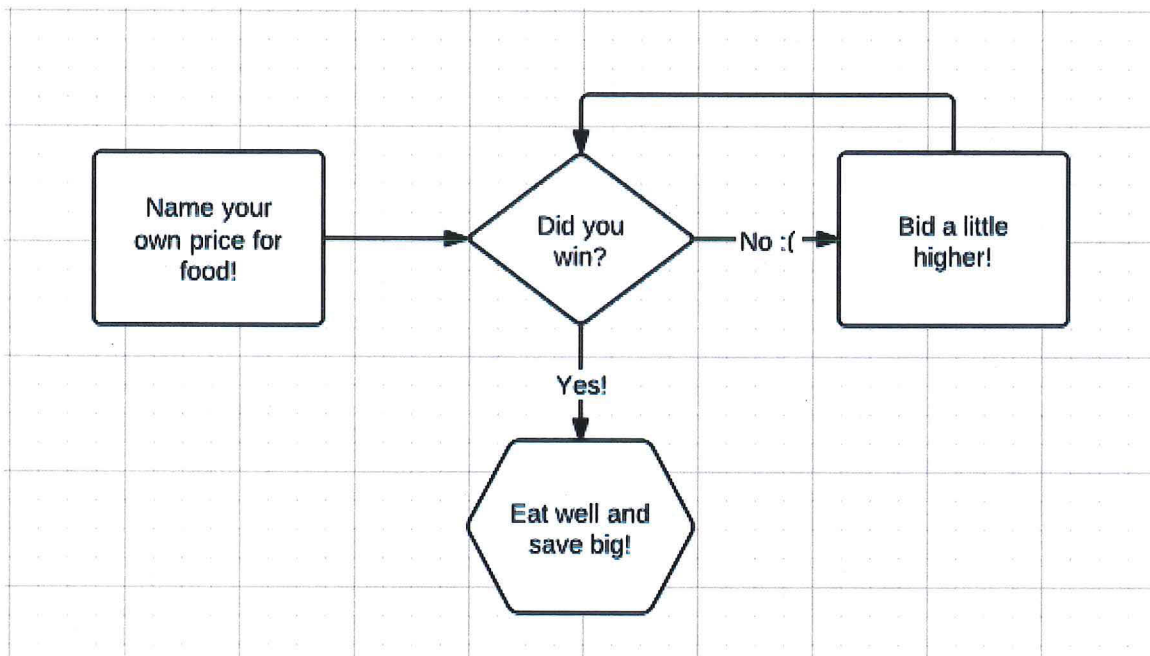 Name your
own price for
food!
Did you
win?
No :(
Bid a little
higher!
Yes!
Eat well and
save big!